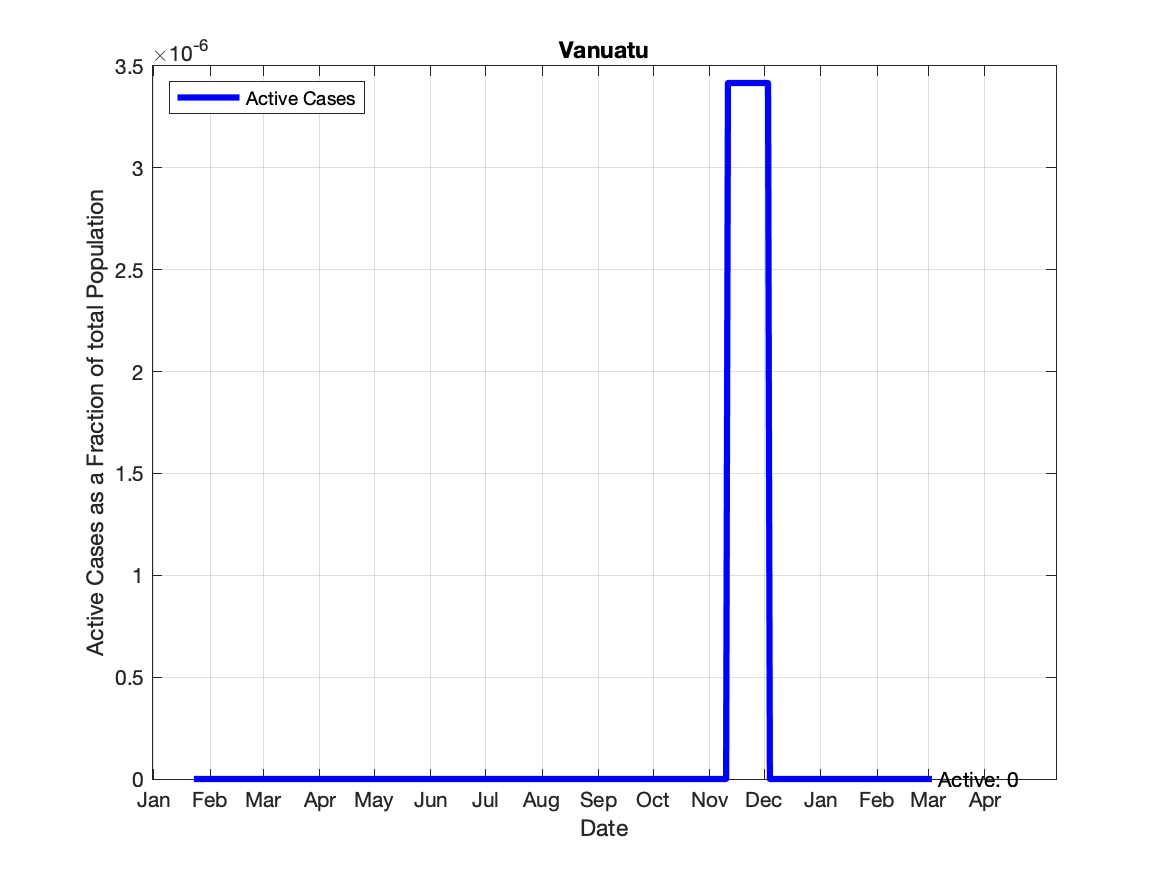 Vanuatu
×10-6
3.5
3
2.5
2
1.5
1
0.5
0
Active Cases as a Fraction of total Population
Active Cases
Active: 0
Jan Feb Mar Apr May Jun Jul Aug Sep Oct Nov Dec Jan Feb Mar Apr
Date